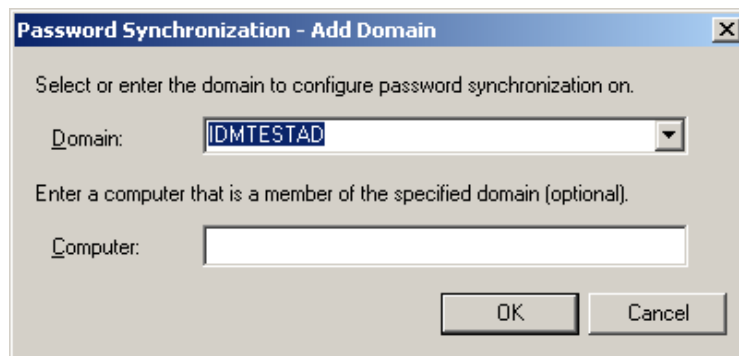 Password Synchronization - Add Domain
Select or enter the domain to configure password synchronization on.
Domain: IDMTESTAD
Enter a computer that is a member of the specified domain (optional).
Computer:
OK Cancel